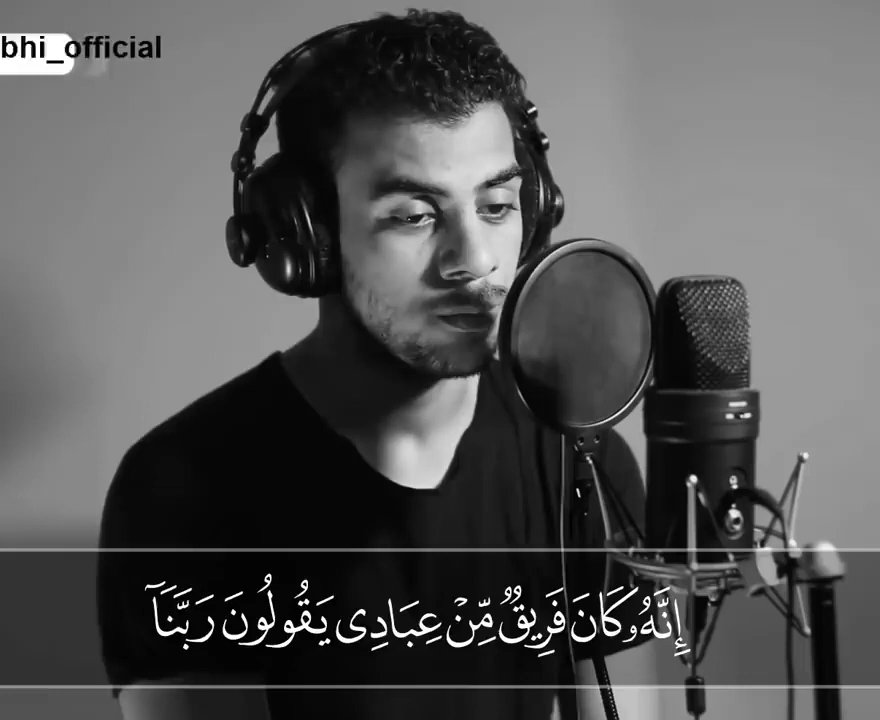 bhi_official
إِنَّهُۥ كَانَ فَرِيقٌ مِّنْ عِبَادِى يَقُولُونَ رَبَّنَآ